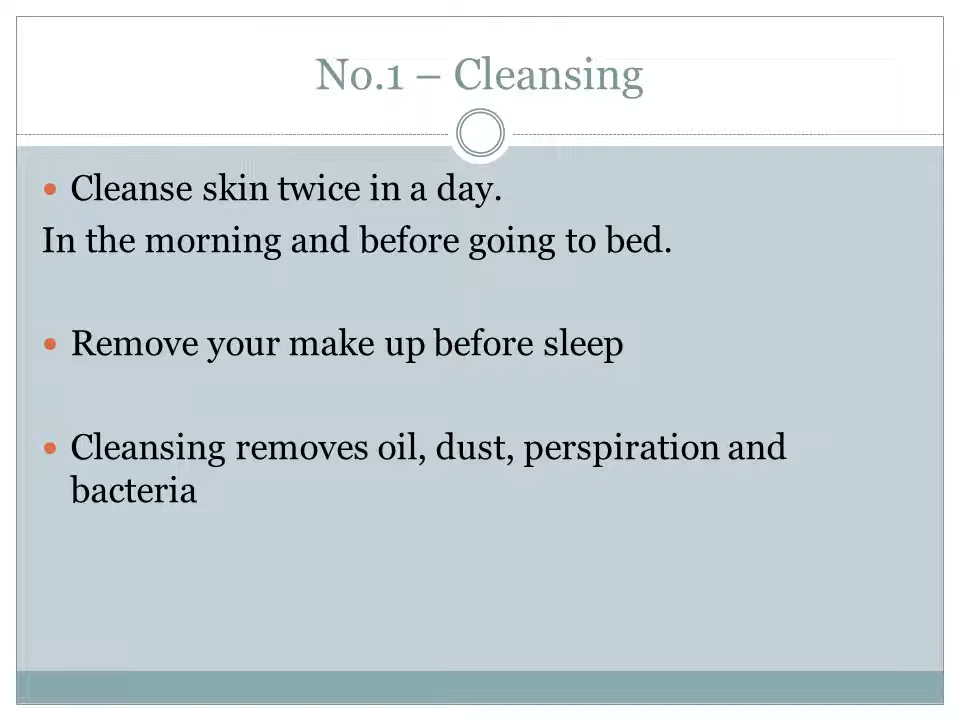 No.1 – Cleansing
• Cleanse skin twice in a day.
In the morning and before going to bed.
• Remove your make up before sleep
• Cleansing removes oil, dust, perspiration and
bacteria